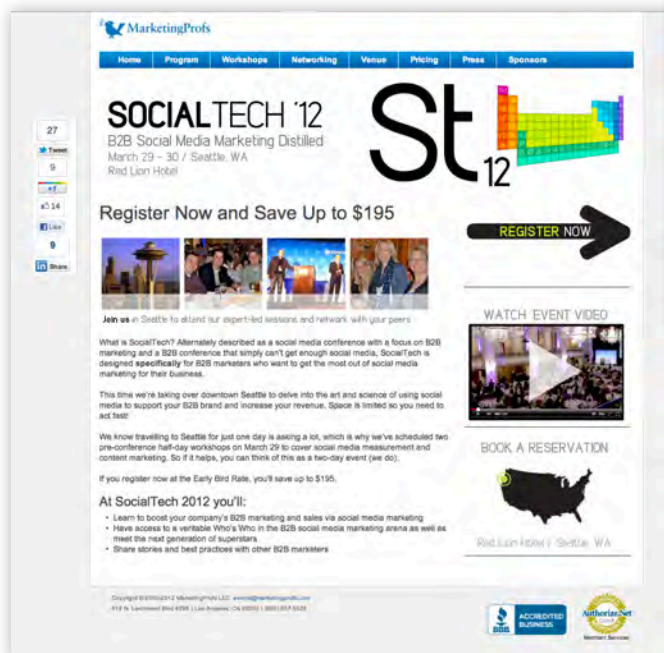 MarketingProfs
Home Program Workshops Networking Venue Pricing Press Sponsors
SOCIALTECH '12
B2B Social Media Marketing Distilled
March 29 - 30 / Seattle, WA
Red Lion Hotel
St
12
27
Tweet
9
+1
14
Like
9
Share
Register Now and Save Up to $195
REGISTER NOW
Join us in Seattle to attend our expert-led sessions and network with your peers
What is SocialTech? Alternately described as a social media conference with a focus on B2B
marketing and a B2B conference that simply can't get enough social media, SocialTech is
designed specifically for B2B marketers who want to get the most out of social media
marketing for their business.
This time we're taking over downtown Seattle to delve into the art and science of using social
media to support your B2B brand and increase your revenue. Space is limited so you need to
act fast!
We know travelling to Seattle for just one day is asking a lot, which is why we've scheduled two
pre-conference half-day workshops on March 29 to cover social media measurement and
content marketing. So if it helps, you can think of this as a two-day event (we do).
If you register now at the Early Bird Rate, you'll save up to $195.
At SocialTech 2012 you'll:
• Learn to boost your company's B2B marketing and sales via social media marketing
• Have access to a veritable Who's Who in the B2B social media marketing arena as well as
meet the next generation of superstars
• Share stories and best practices with other B2B marketers
WATCH EVENT VIDEO
BOOK A RESERVATION
Red Lion Hotel / Seattle, WA
Copyright © 2000-2012 MarketingProfs LLC.
Los Angeles, CA
BBB
ACCREDITED
BUSINESS
Authorize.Net
Merchant Services